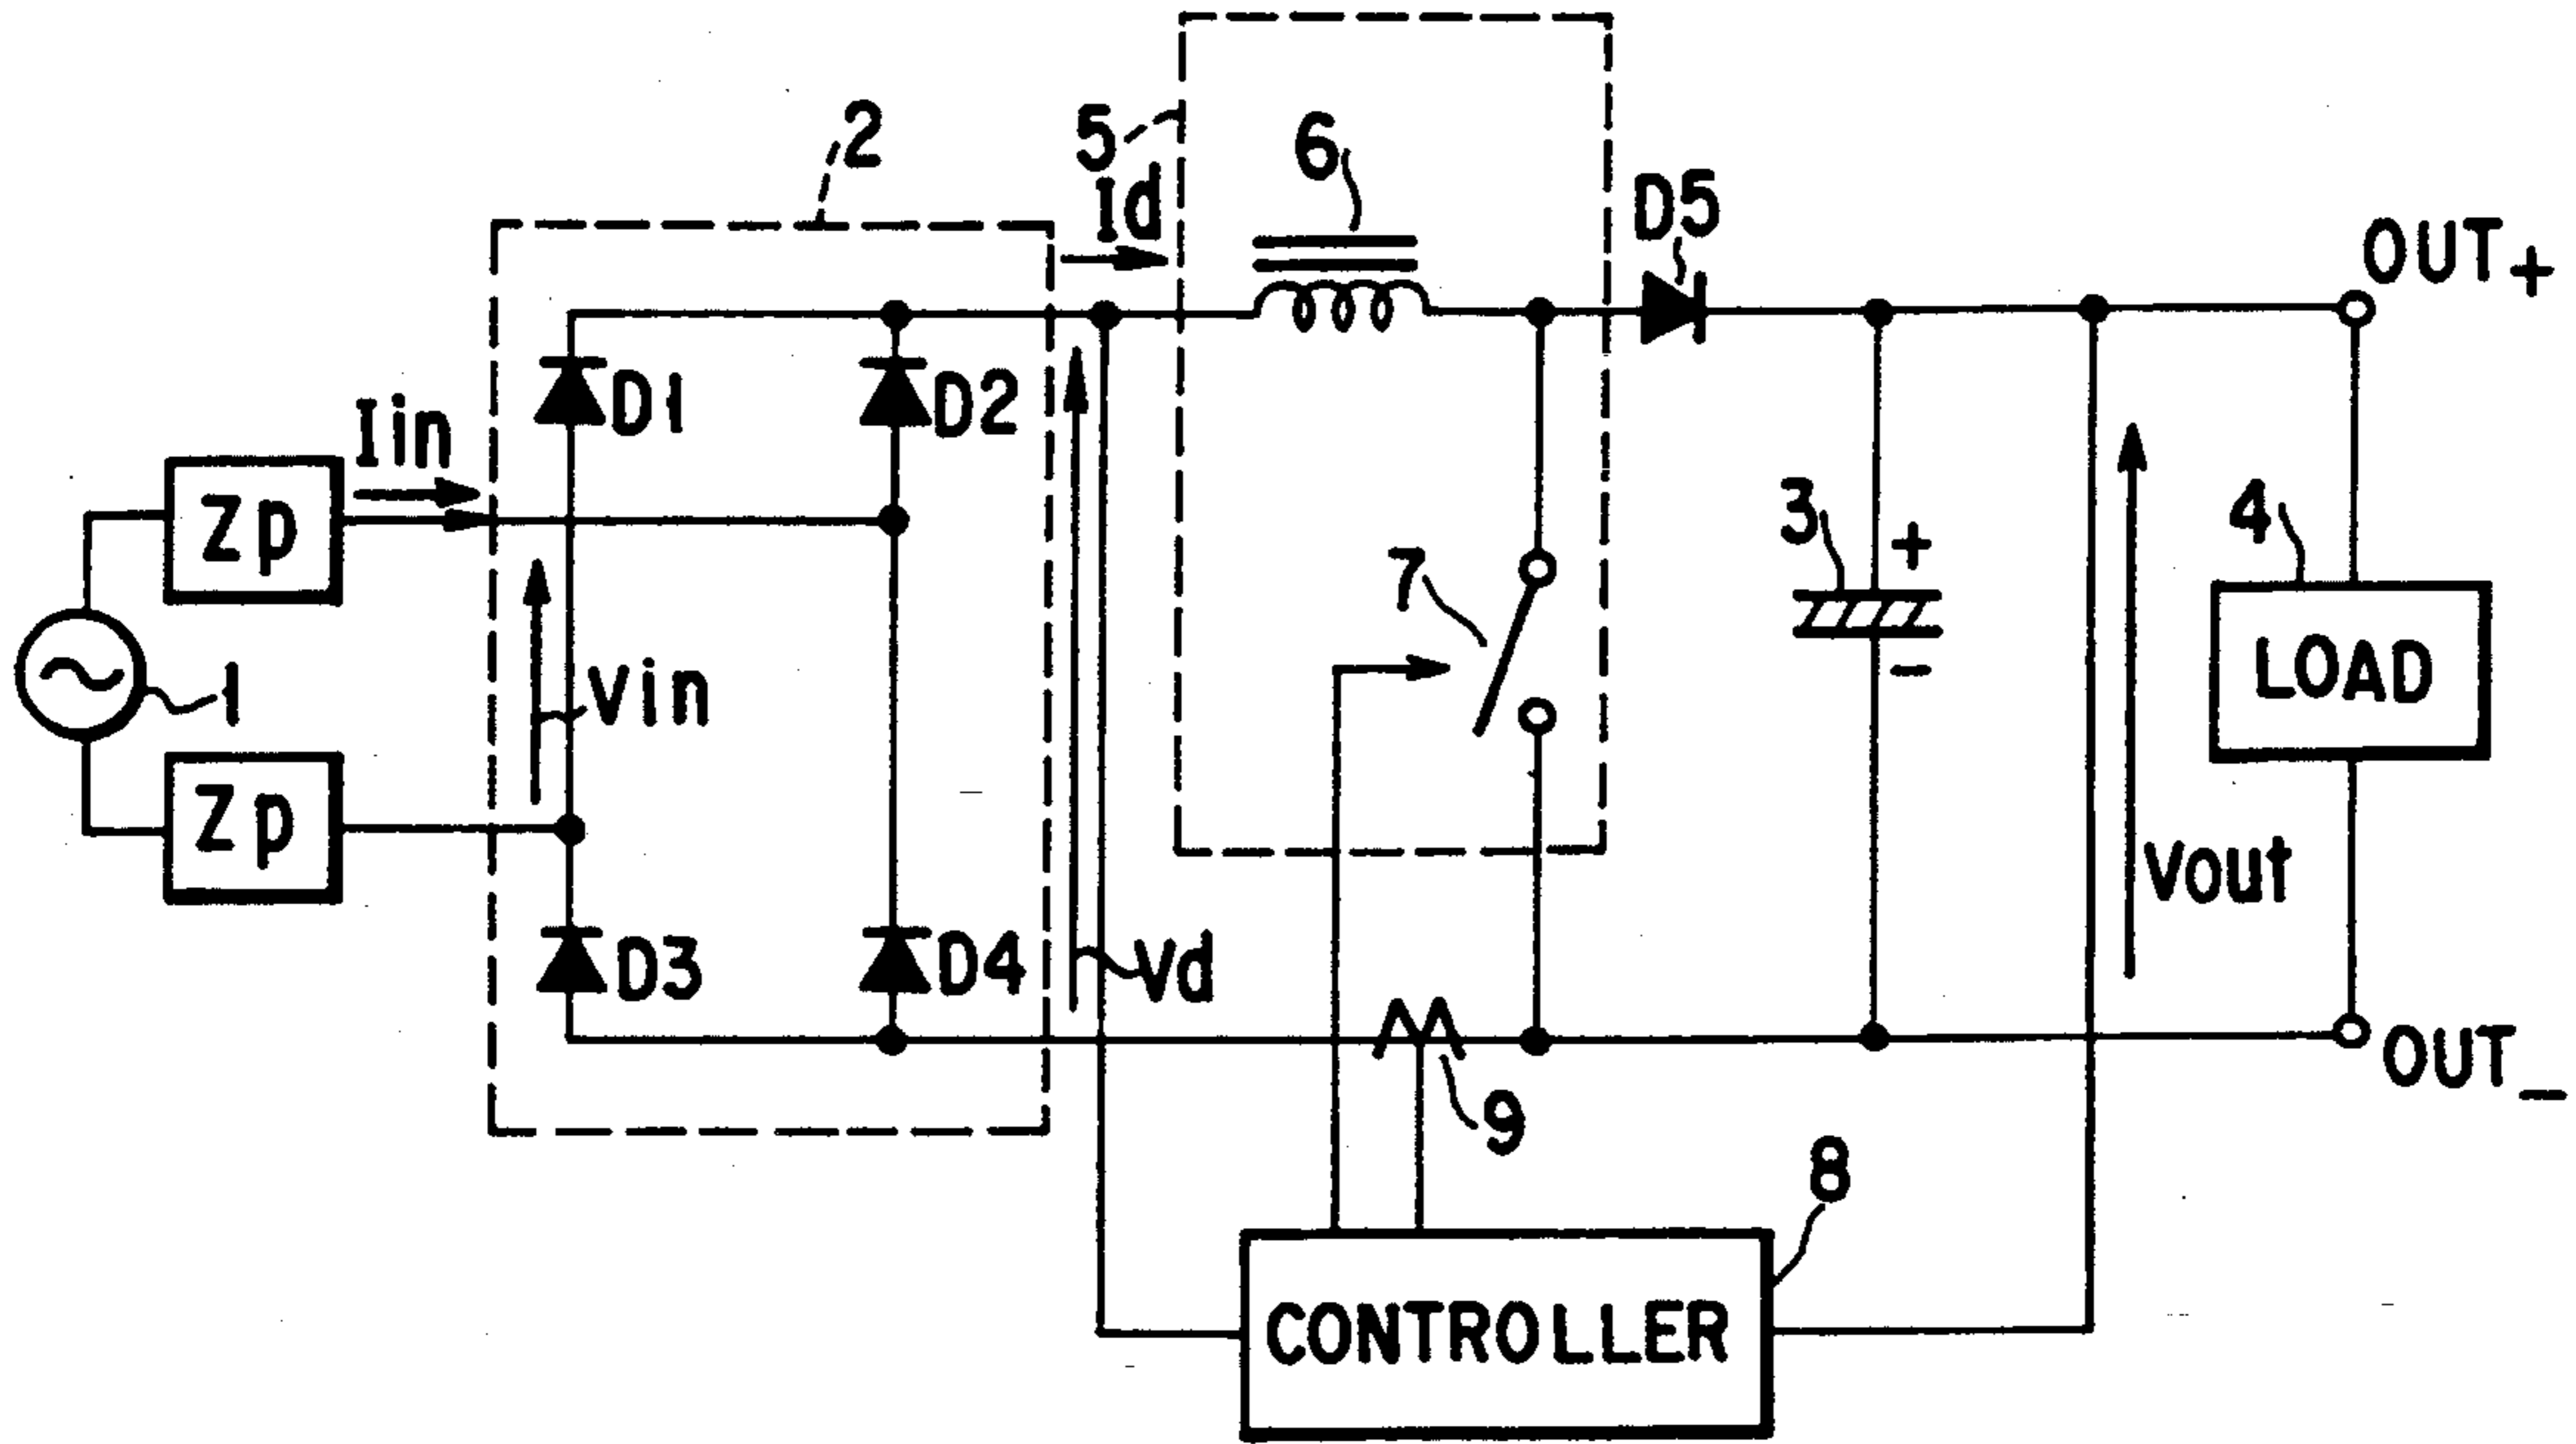 2
5
Id
6
D5
OUT+
D1
D2
Iin
Zp
3
+
-
4
7
1
Vin
LOAD
Zp
Vout
D3
D4
Vd
OUT-
9
8
CONTROLLER